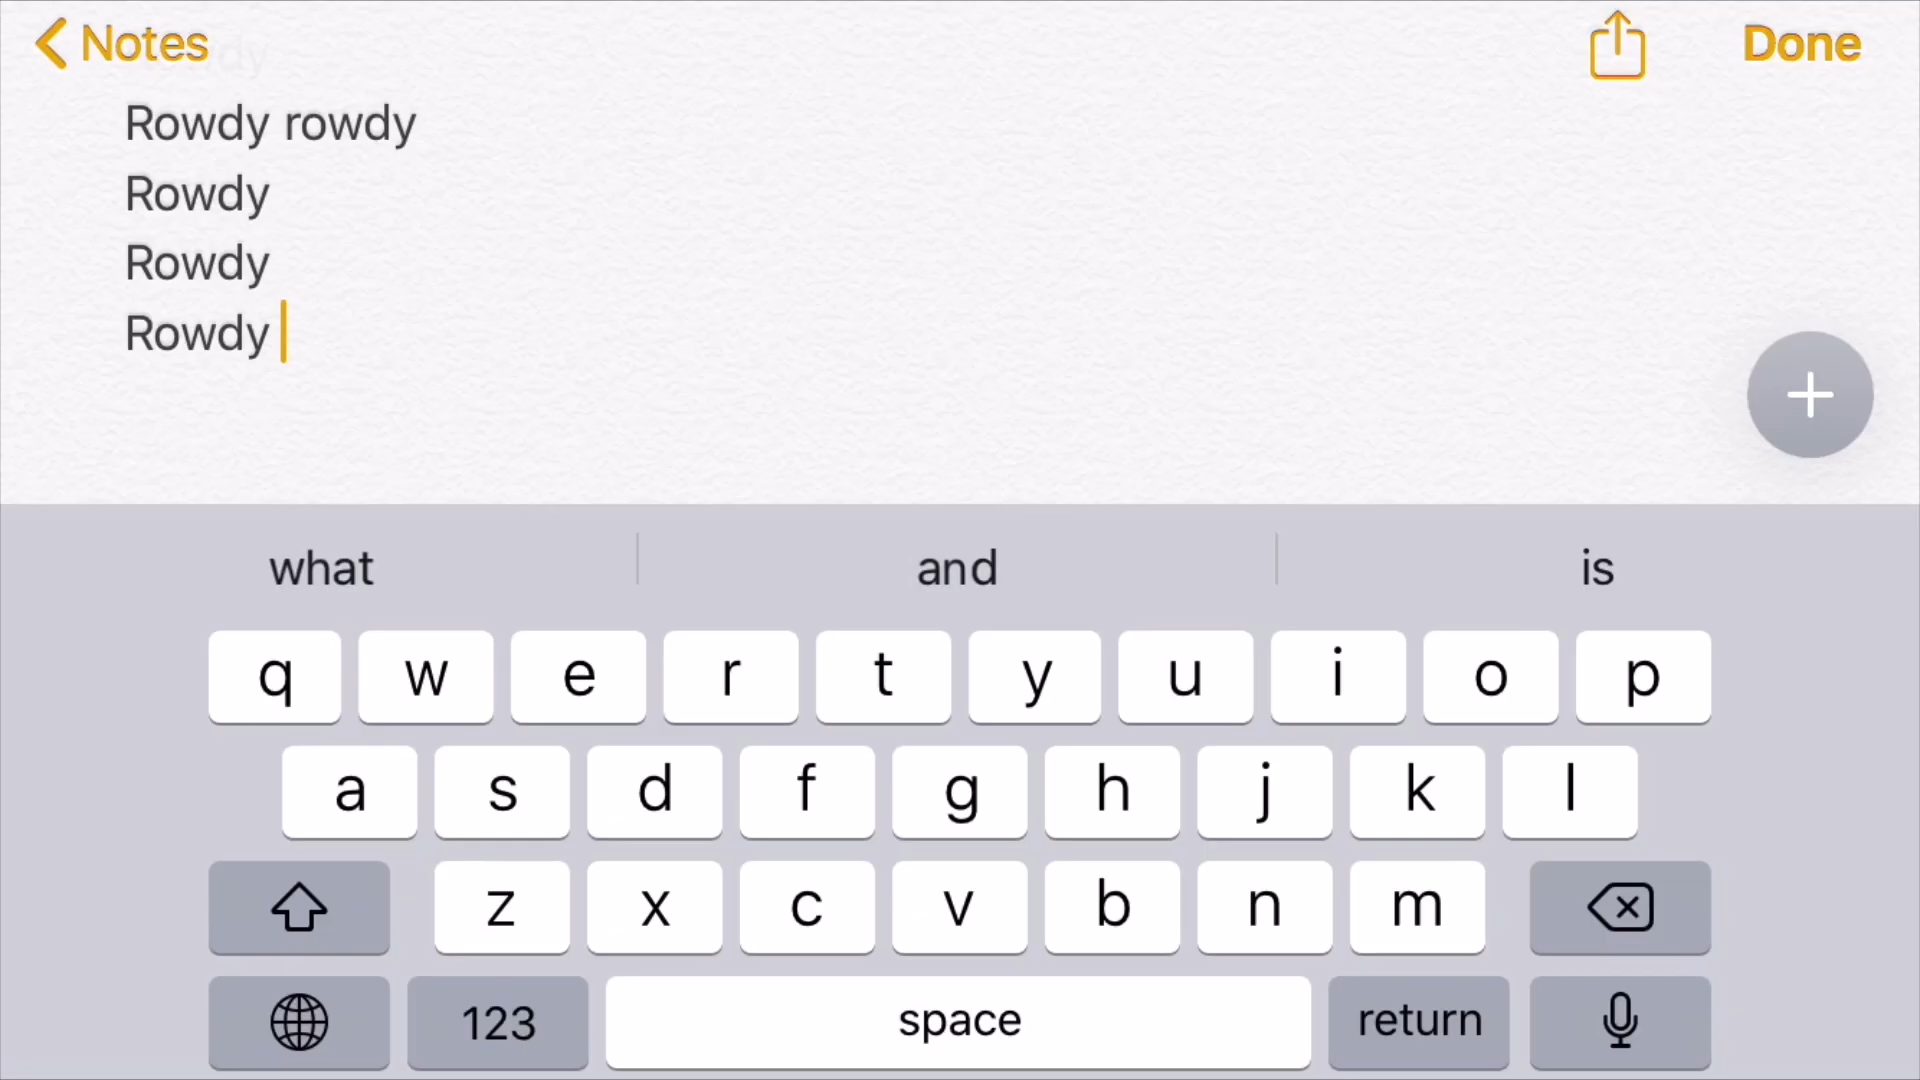 Notes
Done
Rowdy rowdy
Rowdy
Rowdy
Rowdy
what and is
q w e r t y u i o p
a s d f g h j k l
z x c v b n m
123 space return